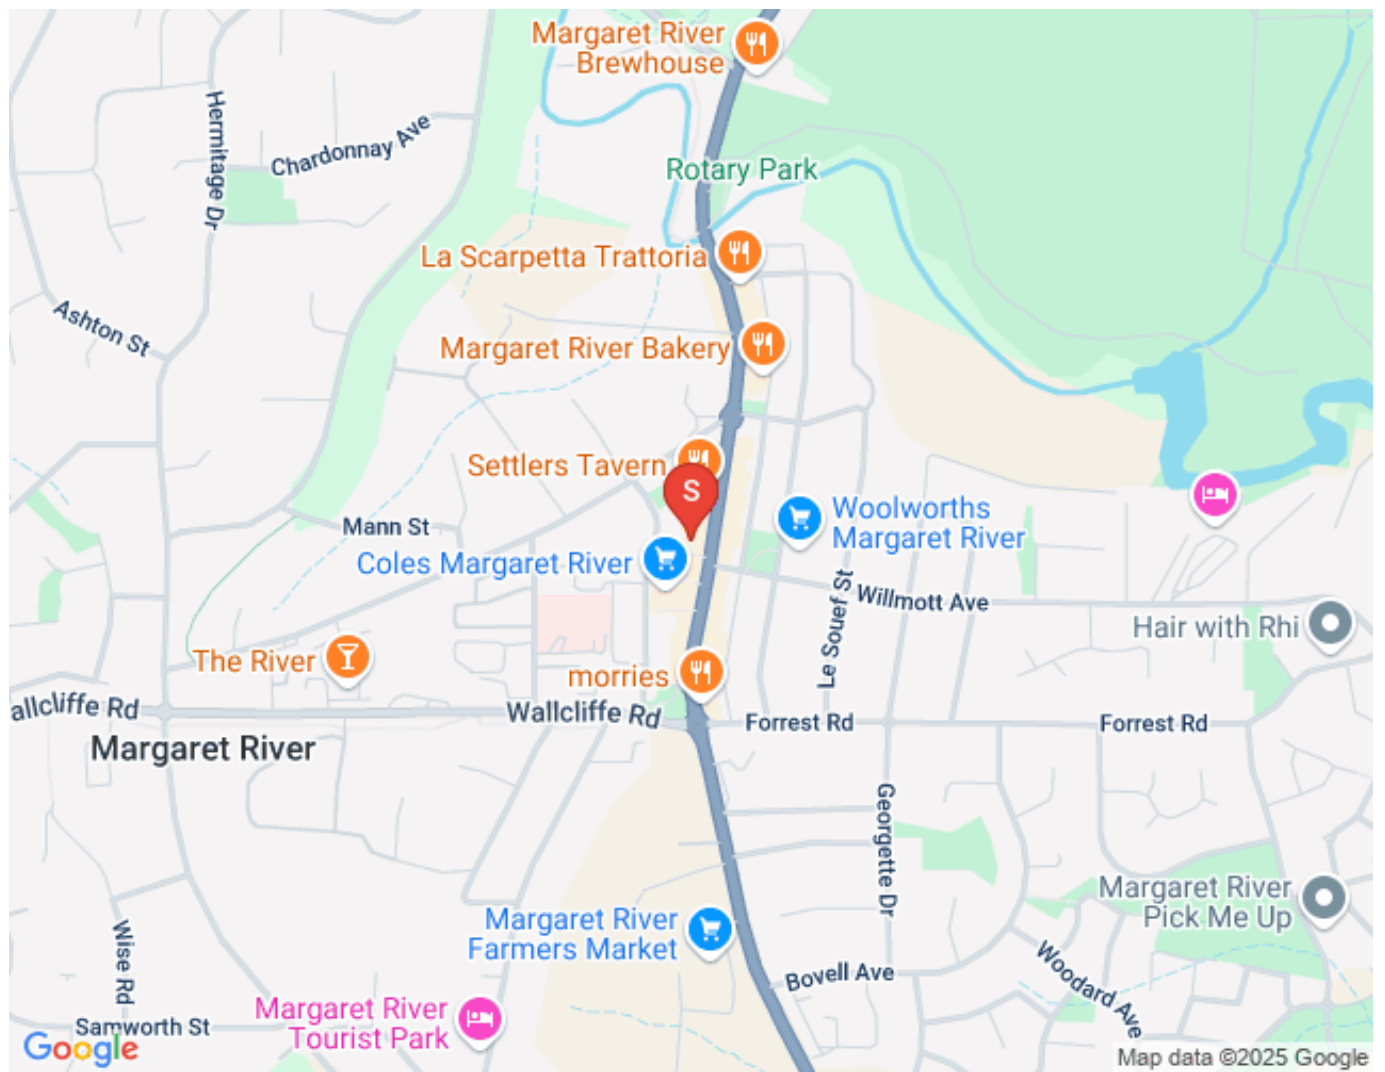 Margaret River
Brewhouse
Hermitage Dr
Chardonnay Ave
Rotary Park
La Scarpetta Trattoria
Ashton St
Margaret River Bakery
Settlers Tavern
S
Mann St
Woolworths
Margaret River
Coles Margaret River
Willmott Ave
Le Souef St
Hair with Rhi
The River
morries
allcliffe Rd
Wallcliffe Rd
Forrest Rd
Forrest Rd
Margaret River
Georgette Dr
Margaret River
Pick Me Up
Margaret River
Farmers Market
Wise Rd
Woodard Ave
Bovell Ave
Margaret River
Tourist Park
Samworth St
Google
Map data ©2025 Google